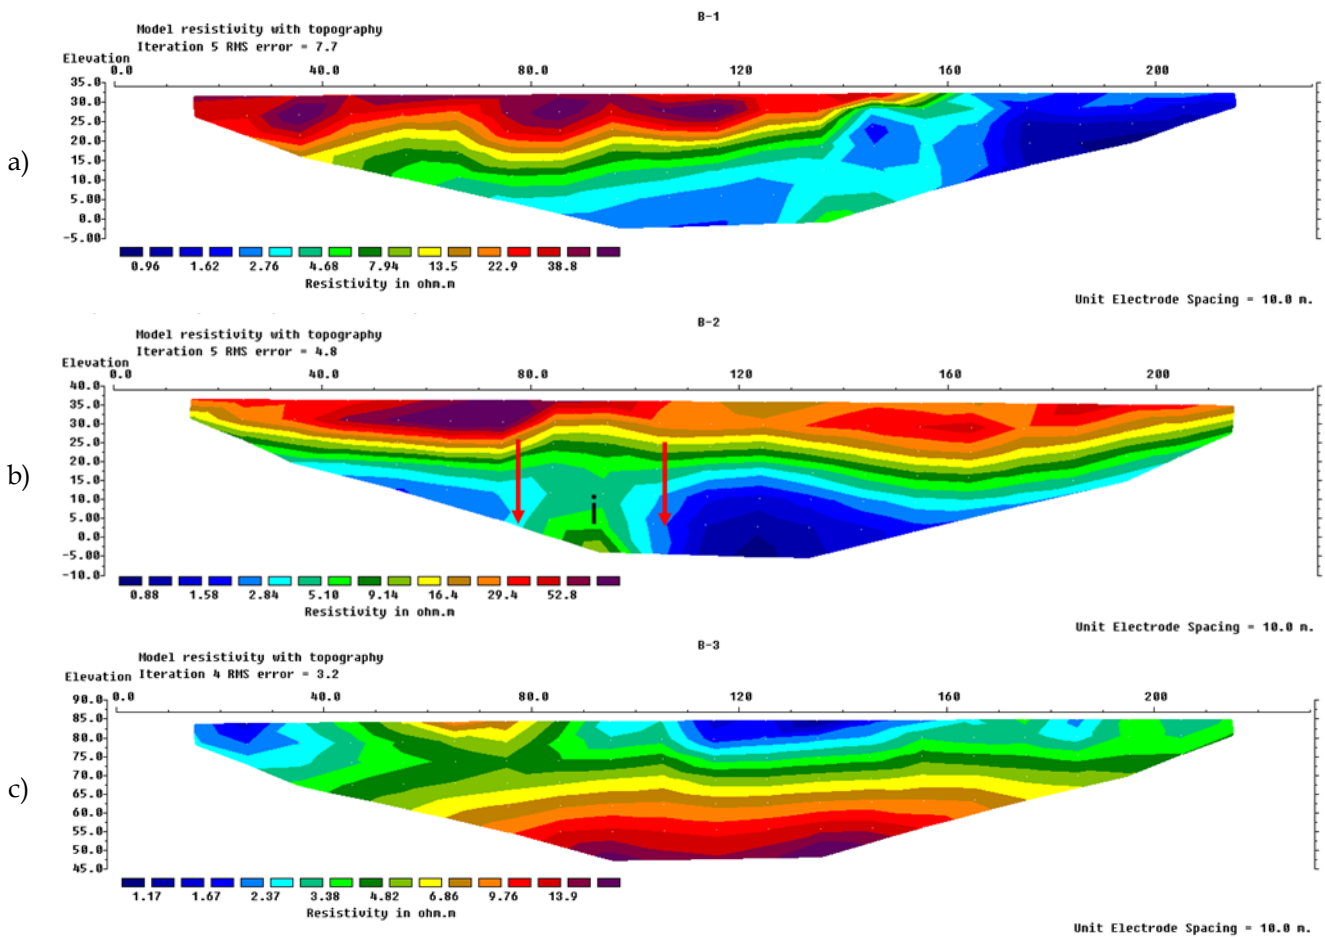 B-1
Model resistivity with topography
Iteration 5 RMS error = 7.7
Elevation
0.0 40.0 80.0 120 160 200
35.0
30.0
25.0
20.0
a)
15.0
10.0
5.00
0.0
-5.00
0.96 1.62 2.76 4.68 7.94 13.5 22.9 38.8
Resistivity in ohm.m
Unit Electrode Spacing = 10.0 m.
B-2
Model resistivity with topography
Iteration 5 RMS error = 4.8
Elevation
0.0 40.0 80.0 120 160 200
40.0
35.0
30.0
25.0
20.0
b)
15.0
10.0
5.00
i
0.0
-5.00
-10.0
0.88 1.58 2.84 5.10 9.14 16.4 29.4 52.8
Resistivity in ohm.m
Unit Electrode Spacing = 10.0 m.
B-3
Model resistivity with topography
Elevation Iteration 4 RMS error = 3.2
0.0 40.0 80.0 120 160 200
90.0
85.0
80.0
75.0
70.0
c)
65.0
60.0
55.0
50.0
45.0
1.17 1.67 2.37 3.38 4.82 6.86 9.76 13.9
Resistivity in ohm.m
Unit Electrode Spacing = 10.0 m.